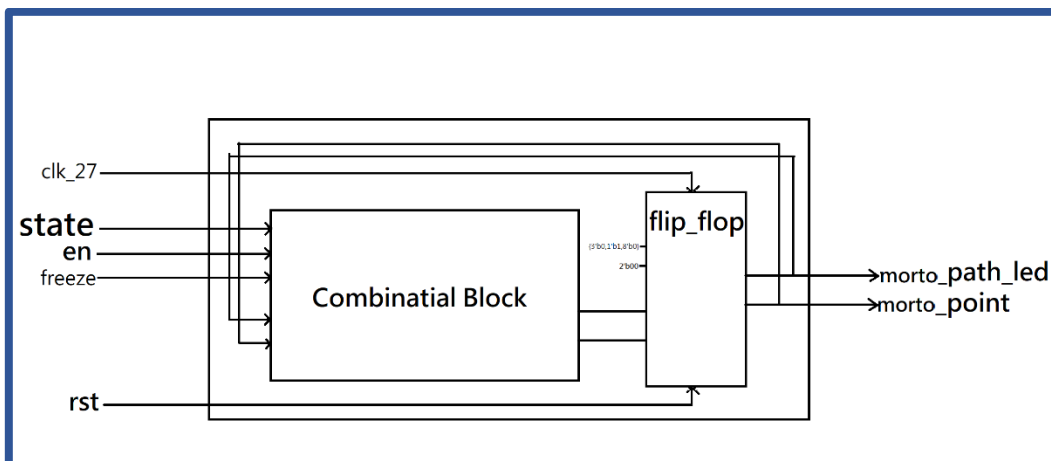 clk_27
state
en
freeze
rst
Combinatial Block
flip_flop
{3'b0,1'b1,8'b0}
2'b00
morto_path_led
morto_point